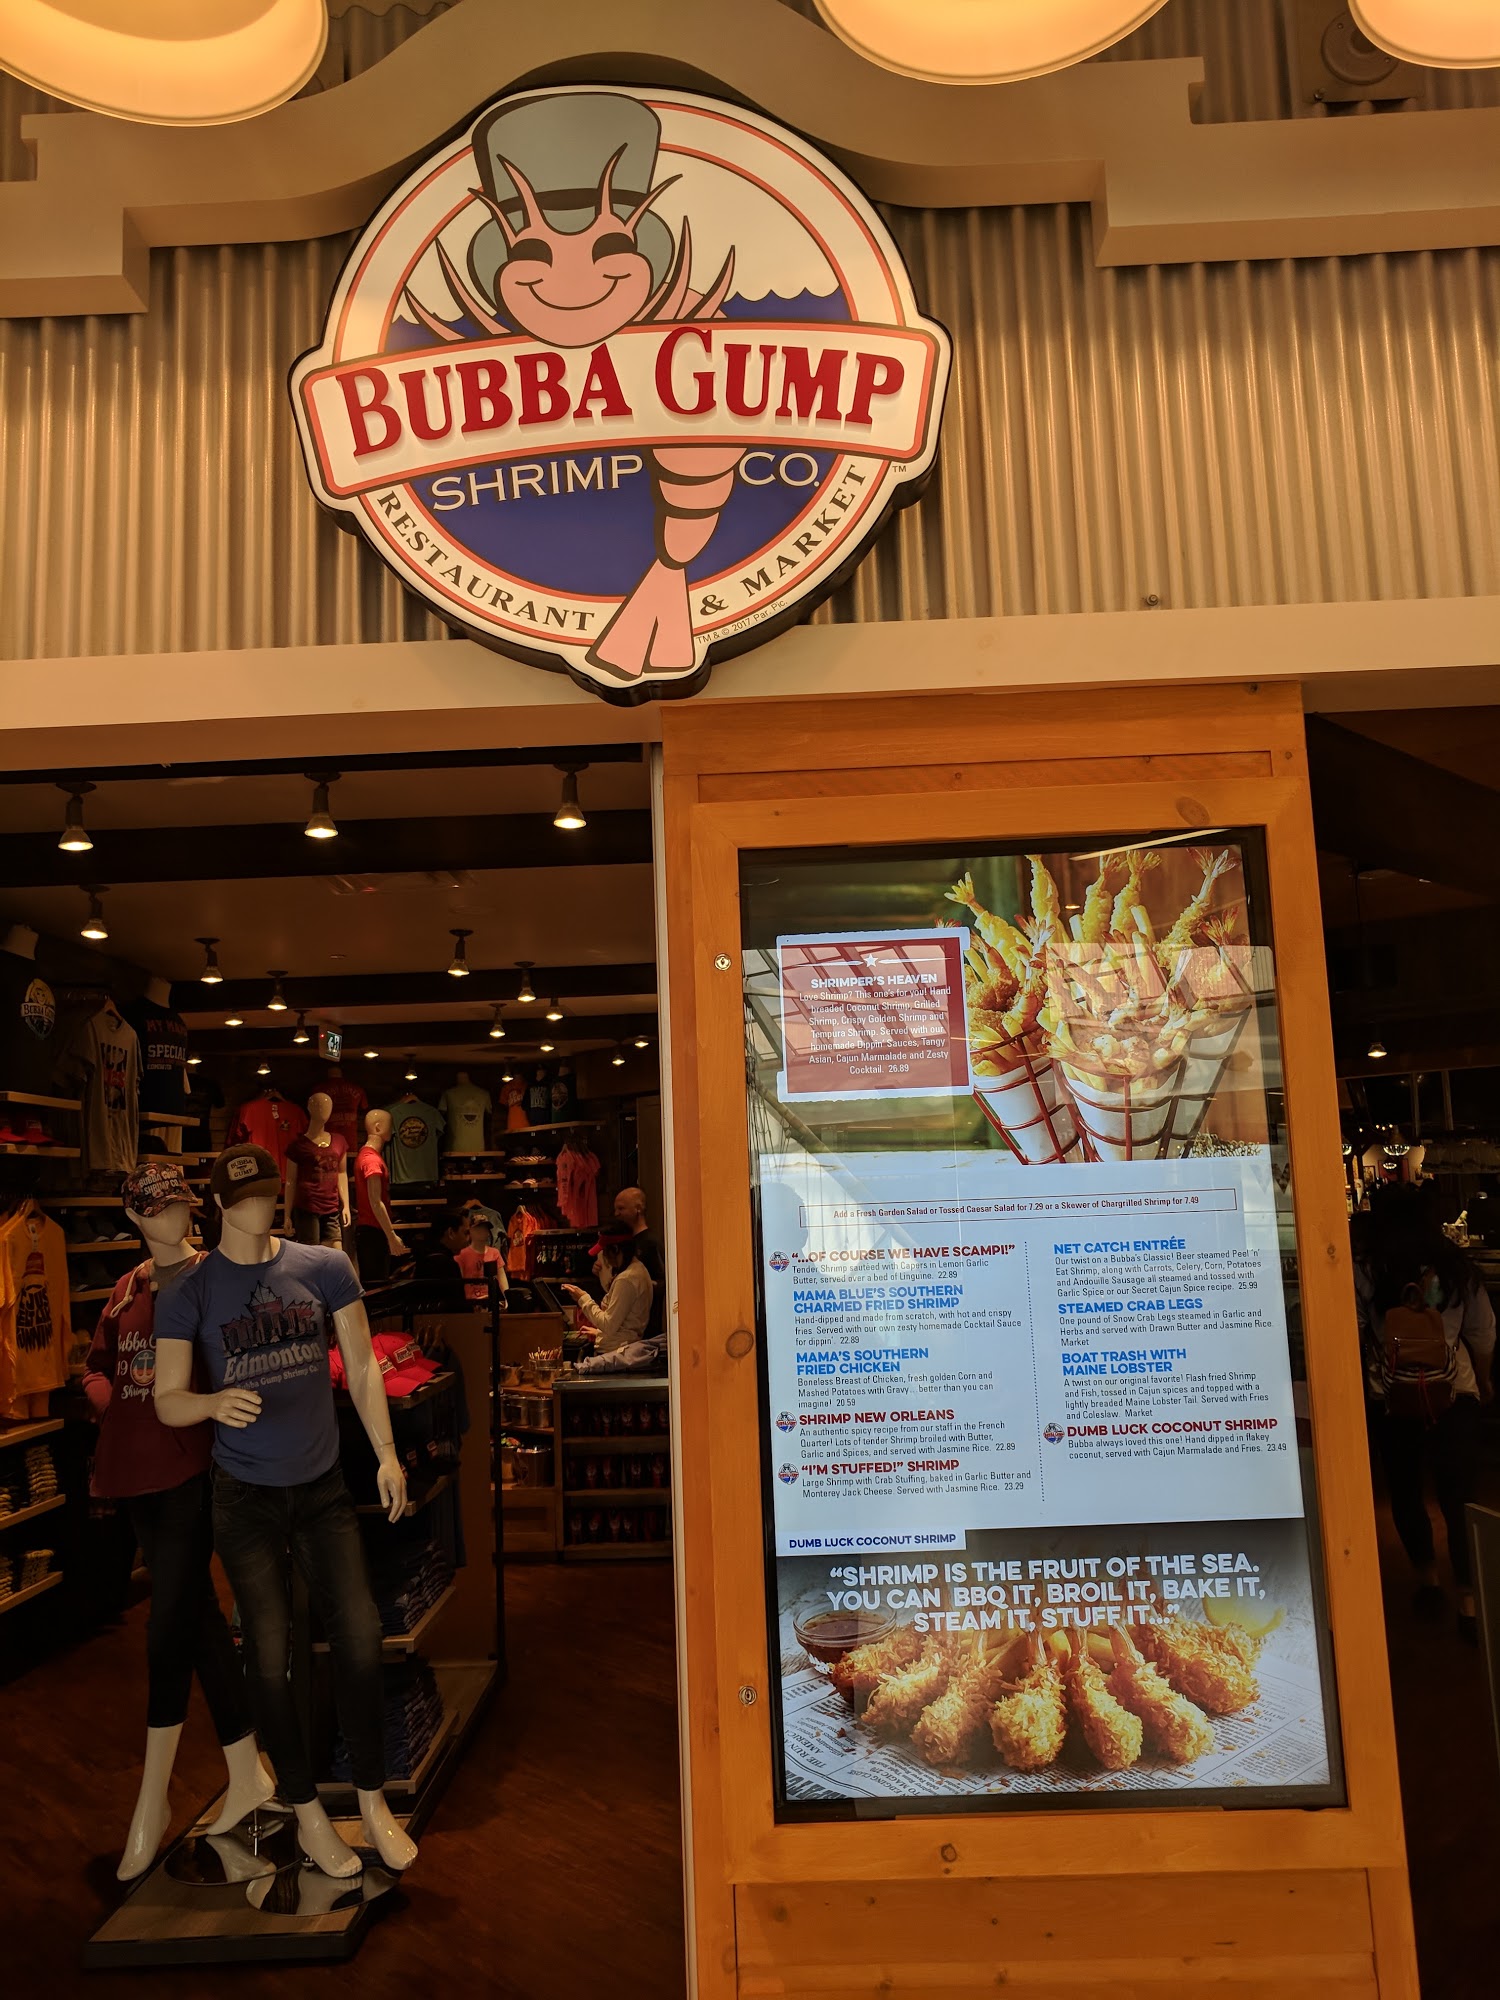 BUBBA GUMP
SHRIMP CO.
RESTAURANT & MARKET
TM
TM & © 2017 Par. Pic.
SHRIMPER'S HEAVEN
Love Shrimp? This one's for you! Hand
breaded Coconut Shrimp, Grilled
Shrimp, Crispy Golden Shrimp and
Tempura Shrimp. Served with our
homemade Dippin' Sauces, Tangy
Asian, Cajun Marmalade and Zesty
Cocktail. 26.89
Add a Fresh Garden Salad or Tossed Caesar Salad for 7.29 or a Skewer of Chargrilled Shrimp for 7.49
"...OF COURSE WE HAVE SCAMPI!"
Tender Shrimp sautéed with Capers in Lemon Garlic
Butter, served over a bed of Linguine. 22.89
MAMA BLUE'S SOUTHERN
CHARMED FRIED SHRIMP
Hand-dipped and made from scratch, with hot and crispy
fries. Served with our own zesty homemade Cocktail Sauce
for dippin'. 22.89
MAMA'S SOUTHERN
FRIED CHICKEN
Boneless Breast of Chicken, fresh golden Corn and
Mashed Potatoes with Gravy... better than you can
imagine! 20.59
SHRIMP NEW ORLEANS
An authentic spicy recipe from our staff in the French
Quarter! Lots of tender Shrimp broiled with Butter,
Garlic and Spices, and served with Jasmine Rice. 22.89
"I'M STUFFED!" SHRIMP
Large Shrimp with Crab Stuffing, baked in Garlic Butter and
Monterey Jack Cheese. Served with Jasmine Rice. 23.29
NET CATCH ENTRÉE
Our twist on Bubba's Classic! Beer steamed Peel 'n'
Eat Shrimp, along with Carrots, Celery, Corn, Potatoes
and Andouille Sausage all steamed and tossed with
Garlic Spice or our Secret Cajun Spice recipe. 25.99
STEAMED CRAB LEGS
One pound of Snow Crab Legs steamed in Garlic and
Herbs and served with Drawn Butter and Jasmine Rice.
Market
BOAT TRASH WITH
MAINE LOBSTER
A twist on our original favorite! Flash fried Shrimp
and Fish, tossed in Cajun spices and topped with a
lightly breaded Maine Lobster Tail. Served with Fries
and Coleslaw. Market
DUMB LUCK COCONUT SHRIMP
Bubba always loved this one! Hand dipped in flakey
coconut, served with Cajun Marmalade and Fries. 23.49
DUMB LUCK COCONUT SHRIMP
"SHRIMP IS THE FRUIT OF THE SEA.
YOU CAN BBQ IT, BROIL IT, BAKE IT,
STEAM IT, STUFF IT..."
BUBBA
GUMP
BUBBA GUMP
SHRIMP CO.
Edmonton
Bubba Gump Shrimp Co.
19
Shrimp
SPECIAL